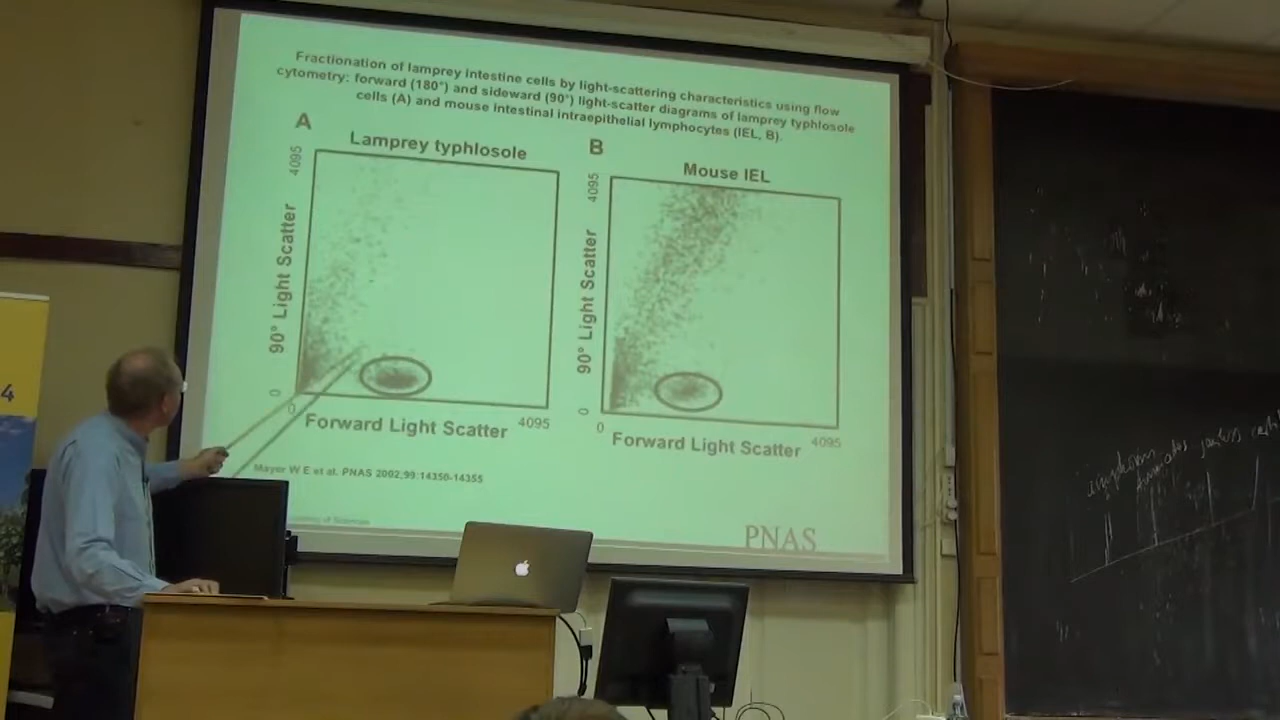 Fractionation of lamprey intestine cells by light-scattering characteristics using flow
cytometry: forward (180°) and sideward (90°) light-scatter diagrams of lamprey typhlosole
cells (A) and mouse intestinal intraepithelial lymphocytes (IEL, B).
A
Lamprey typhlosole
4095
90° Light Scatter
0
0
Forward Light Scatter
4095
B
Mouse IEL
4095
90° Light Scatter
0
0
Forward Light Scatter
4095
Mayer W E et al. PNAS 2002;99:14350-14355
of Sciences
PNAS
4